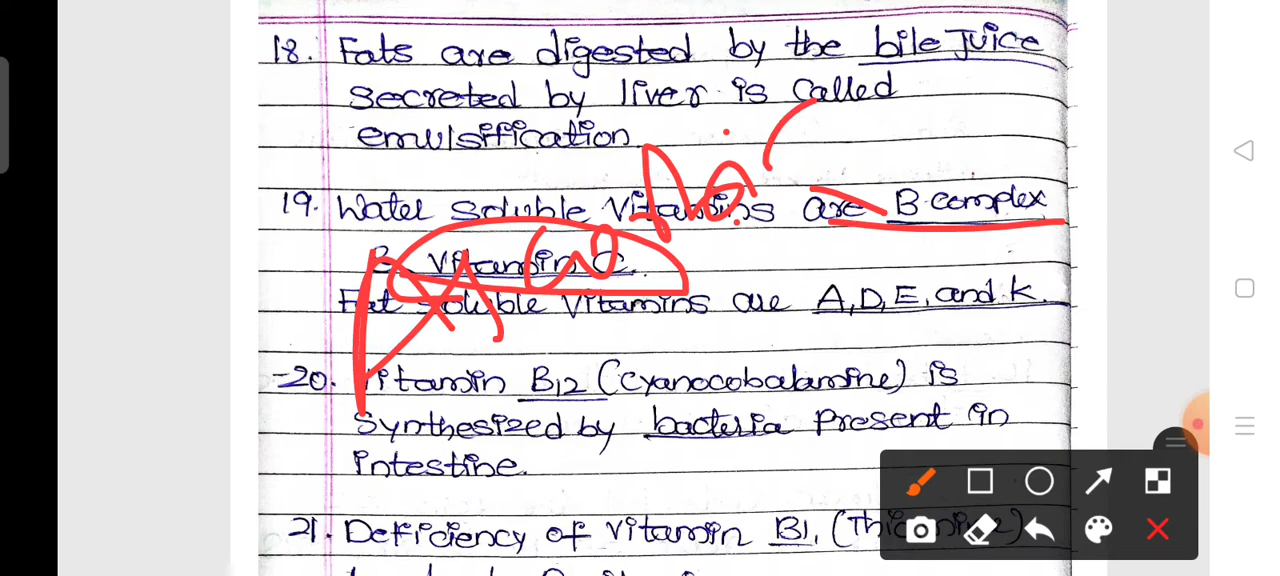 18. Fats are digested by the bile Juice
secreted by liver is called
emulsification
19. Water soluble Vitamins are B.complex
& Vitamin C.
Fat soluble Vitamins are A,D,E, and K.
20. Vitamin B12 (cyanocobalamine) is
Synthesized by bacteria present in
intestine.
21. Deficiency of Vitamin B1, (Thiamine)